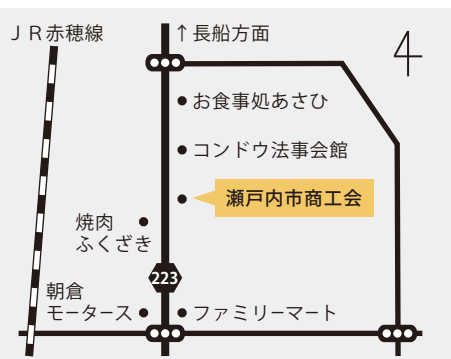 JR赤穂線
↑長船方面
4
お食事処あさひ
コンドウ法事会館
瀬戸内市商工会
焼肉
ふくざき
223
朝倉
モータース
ファミリーマート